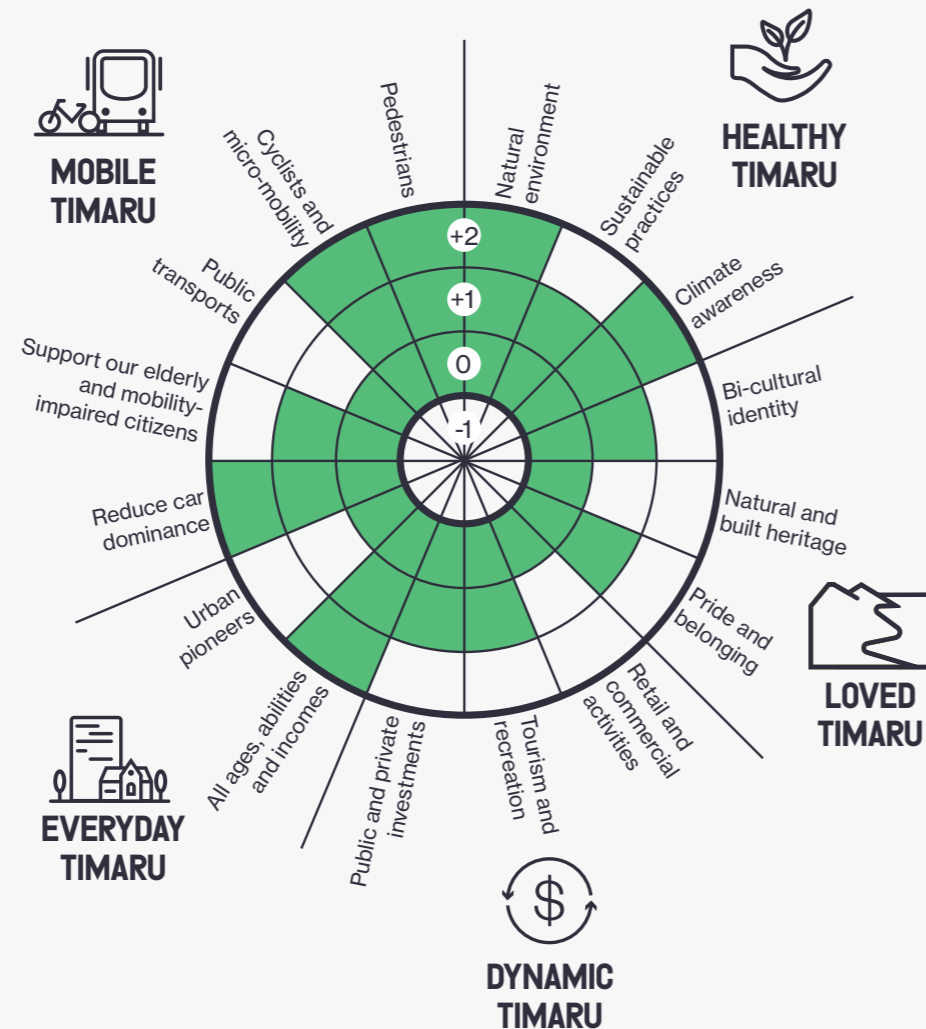 MOBILE
TIMARU
Pedestrians
Cyclists and
micro-mobility
Public
transports
Support our elderly
and mobility-
impaired citizens
Reduce car
dominance
HEALTHY
TIMARU
Natural
environment
Sustainable
practices
Climate
awareness
+2
+1
0
-1
Bi-cultural
identity
Natural and
built heritage
Pride and
belonging
LOVED
TIMARU
Retail and
commercial
activities
Tourism and
recreation
Public and private
investments
$
DYNAMIC
TIMARU
Urban
pioneers
All ages, abilities
and incomes
EVERYDAY
TIMARU